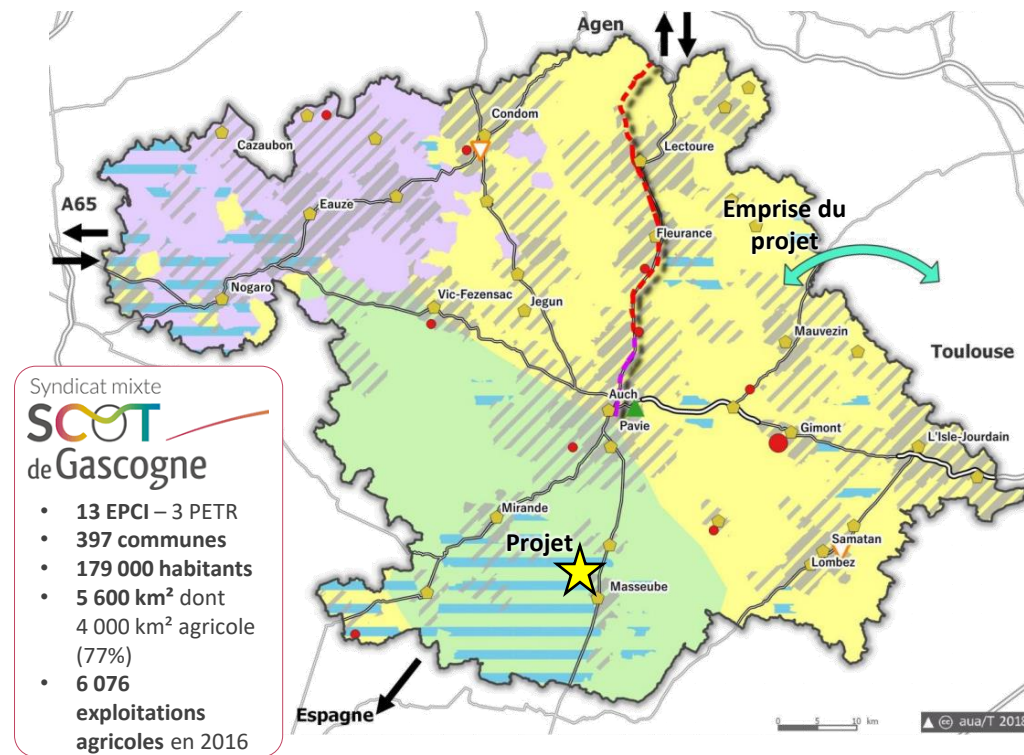 Agen
Condom
Cazaubon
Lectoure
A65
Eauze
Emprise du
projet
Fleurance
Nogaro
Vic-Fezensac
Jegun
Mauvezin
Toulouse
Auch
Pavie
Gimont
L'Isle-Jourdain
Mirande
Projet
Samatan
Lombez
Masseube
Espagne
0 5 10 km
aua/T 2018
Syndicat mixte
SCOT
de Gascogne
• 13 EPCI – 3 PETR
• 397 communes
• 179 000 habitants
• 5 600 km² dont
4 000 km² agricole
(77%)
• 6 076
exploitations
agricoles en 2016